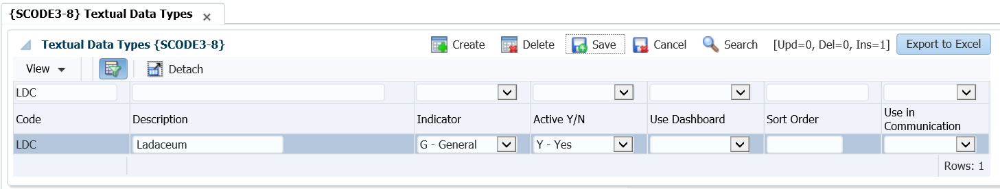 {SCODE3-8} Textual Data Types ×
Textual Data Types {SCODE3-8} Create Delete Save Cancel Search [Upd=0, Del=0, Ins=1] Export to Excel
View Detach
LDC
Code Description Indicator Active Y/N Use Dashboard Sort Order Use in Communication
LDC Ladaceum G - General Y - Yes
Rows: 1